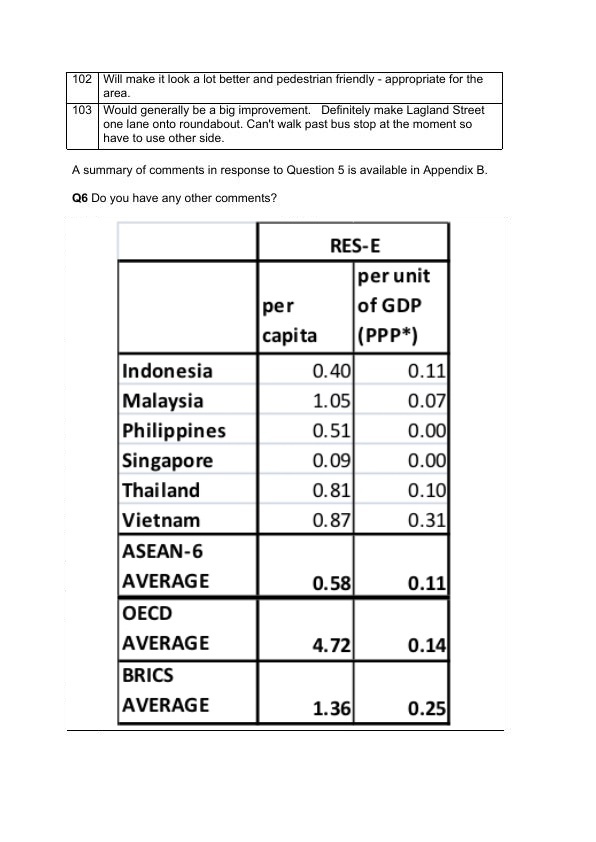 102 Will make it look a lot better and pedestrian friendly - appropriate for the
area.
103 Would generally be a big improvement. Definitely make Lagland Street
one lane onto roundabout. Can't walk past bus stop at the moment so
have to use other side.
A summary of comments in response to Question 5 is available in Appendix B.
Q6 Do you have any other comments?
RES-E
per capita
per unit of GDP (PPP*)
Indonesia 0.40 0.11
Malaysia 1.05 0.07
Philippines 0.51 0.00
Singapore 0.09 0.00
Thailand 0.81 0.10
Vietnam 0.87 0.31
ASEAN-6
AVERAGE 0.58 0.11
OECD
AVERAGE 4.72 0.14
BRICS
AVERAGE 1.36 0.25